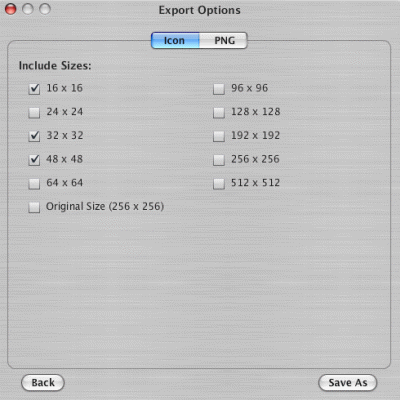 Export Options
Icon PNG
Include Sizes:
16 x 16
24 x 24
32 x 32
48 x 48
64 x 64
Original Size (256 x 256)
96 x 96
128 x 128
192 x 192
256 x 256
512 x 512
Back Save As